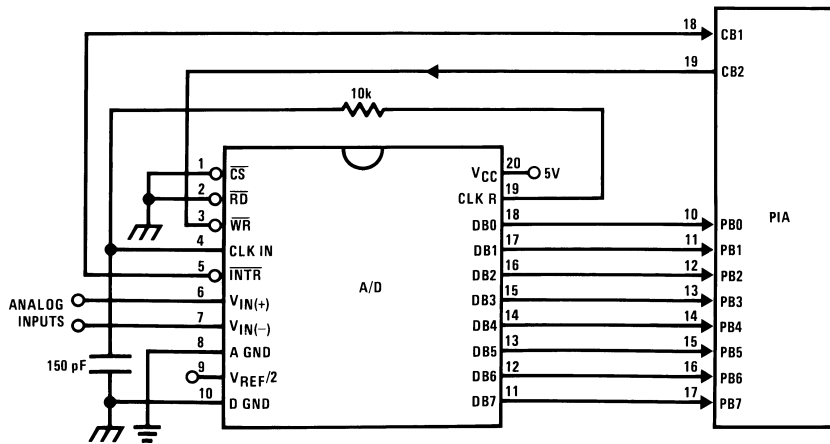 18 CB1
19 CB2
10k
1 CS
2 RD
3 WR
4 CLK IN
5 INTR
6 VIN(+)
7 VIN(−)
8 A GND
9 VREF/2
10 D GND
ANALOG
INPUTS
150 pF
A/D
VCC 20 5V
CLK R 19
DB0 18
DB1 17
DB2 16
DB3 15
DB4 14
DB5 13
DB6 12
DB7 11
10 PB0
11 PB1
12 PB2
13 PB3
14 PB4
15 PB5
16 PB6
17 PB7
PIA